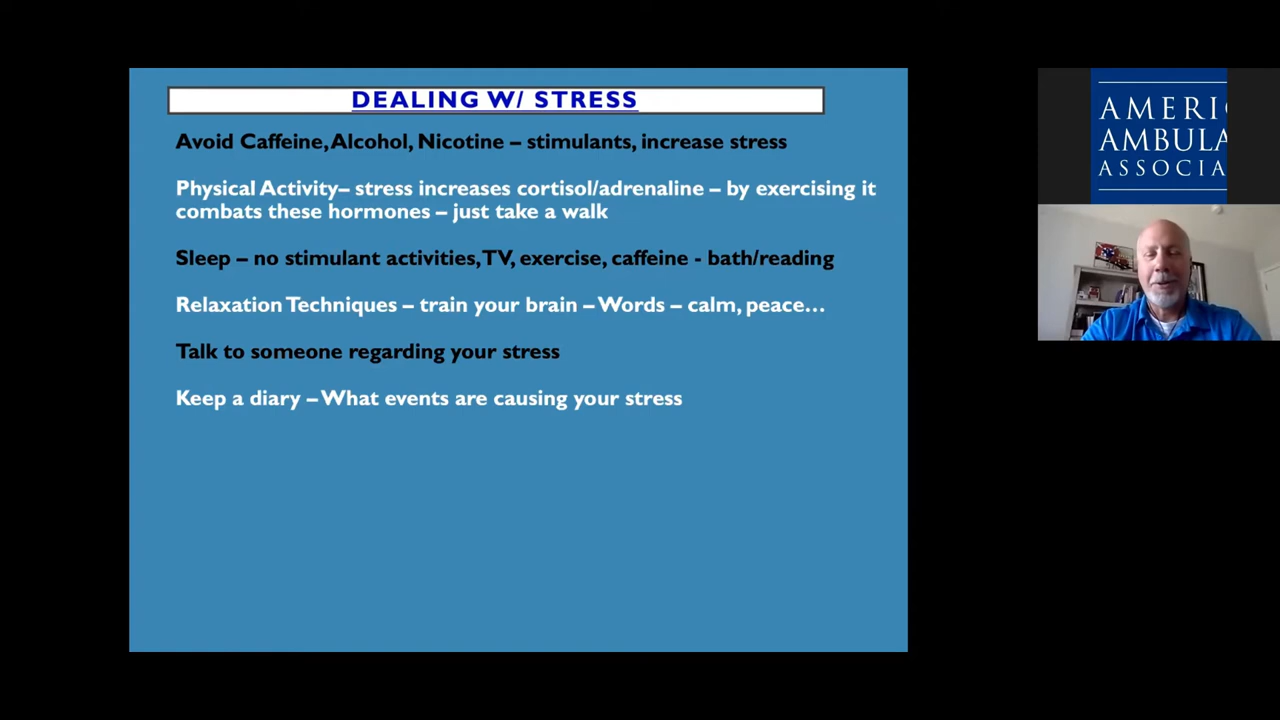 DEALING W/ STRESS
Avoid Caffeine, Alcohol, Nicotine – stimulants, increase stress
Physical Activity– stress increases cortisol/adrenaline – by exercising it
combats these hormones – just take a walk
Sleep – no stimulant activities, TV, exercise, caffeine - bath/reading
Relaxation Techniques – train your brain – Words – calm, peace…
Talk to someone regarding your stress
Keep a diary – What events are causing your stress
AMERI
AMBULA
ASSOCIA